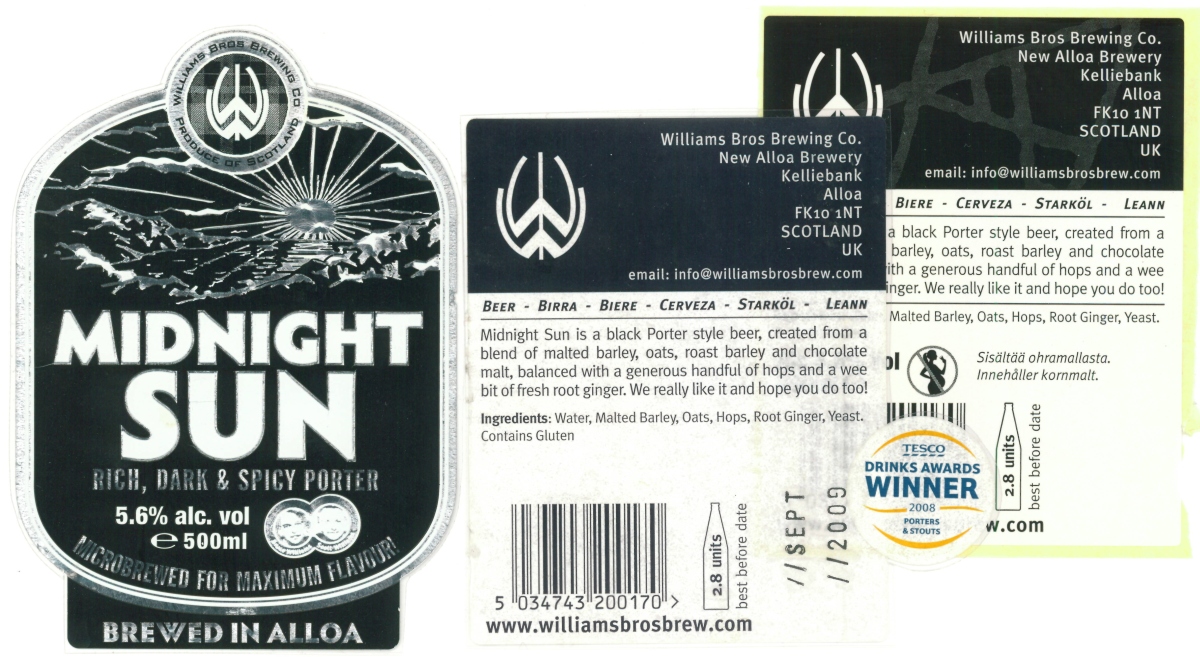 WILLIAMS BROS BREWING CO
PRODUCE OF SCOTLAND
MIDNIGHT
SUN
RICH, DARK & SPICY PORTER
5.6% alc. vol
℮ 500ml
MICROBREWED FOR MAXIMUM FLAVOUR!
BREWED IN ALLOA
Williams Bros Brewing Co.
New Alloa Brewery
Kelliebank
Alloa
FK10 1NT
SCOTLAND
UK
email: info@williamsbrosbrew.com
BEER - BIRRA - BIERE - CERVEZA - STARKÖL - LEANN
Midnight Sun is a black Porter style beer, created from a
blend of malted barley, oats, roast barley and chocolate
malt, balanced with a generous handful of hops and a wee
bit of fresh root ginger. We really like it and hope you do too!
Ingredients: Water, Malted Barley, Oats, Hops, Root Ginger, Yeast.
Contains Gluten
5 034743 200170 >
2.8 units
best before date
//SEPT
//2009
www.williamsbrosbrew.com
Williams Bros Brewing Co.
New Alloa Brewery
Kelliebank
Alloa
FK10 1NT
SCOTLAND
UK
email: info@williamsbrosbrew.com
BIERE - CERVEZA - STARKÖL - LEANN
a black Porter style beer, created from a
barley, oats, roast barley and chocolate
ith a generous handful of hops and a wee
inger. We really like it and hope you do too!
Malted Barley, Oats, Hops, Root Ginger, Yeast.
ol
Sisältää ohramallasta.
Innehåller kornmalt.
2.8 units
best before date
TESCO
DRINKS AWARDS
WINNER
2008
PORTERS
& STOUTS
w.com